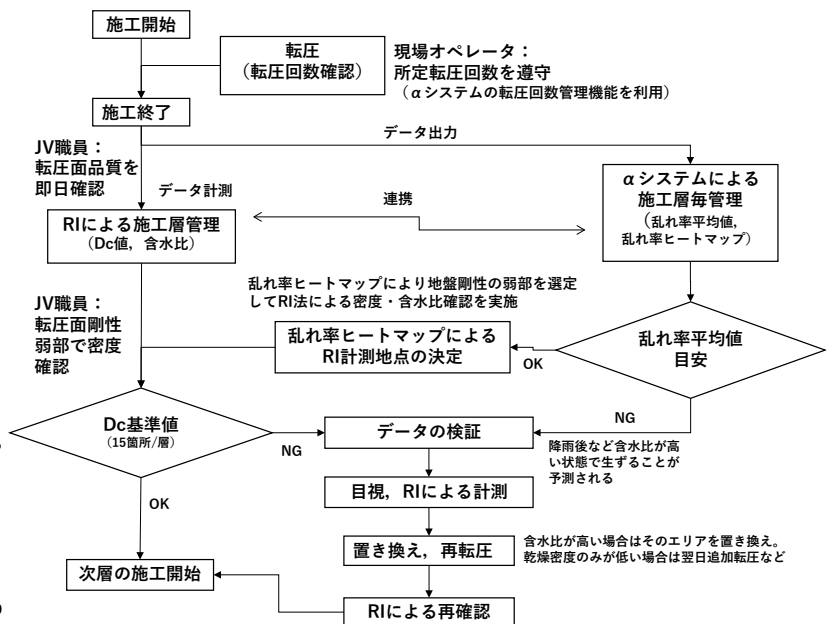 施工開始
転圧
(転圧回数確認)
現場オペレータ：
所定転圧回数を遵守
（αシステムの転圧回数管理機能を利用）
施工終了
データ出力
JV職員：
転圧面品質を
即日確認
データ計測
連携
αシステムによる
施工層毎管理
(乱れ率平均値,
乱れ率ヒートマップ)
RIによる施工層管理
(Dc値，含水比)
乱れ率ヒートマップにより地盤剛性の弱部を選定
してRI法による密度・含水比確認を実施
JV職員：
転圧面剛性
弱部で密度
確認
乱れ率ヒートマップによる
RI計測地点の決定
OK
乱れ率平均値
目安
NG
Dc基準値
(15箇所/層)
NG
データの検証
降雨後など含水比が高
い状態で生ずることが
予測される
OK
目視，RIによる計測
置き換え，再転圧
含水比が高い場合はそのエリアを置き換え。
乾燥密度のみが低い場合は翌日追加転圧など
次層の施工開始
RIによる再確認